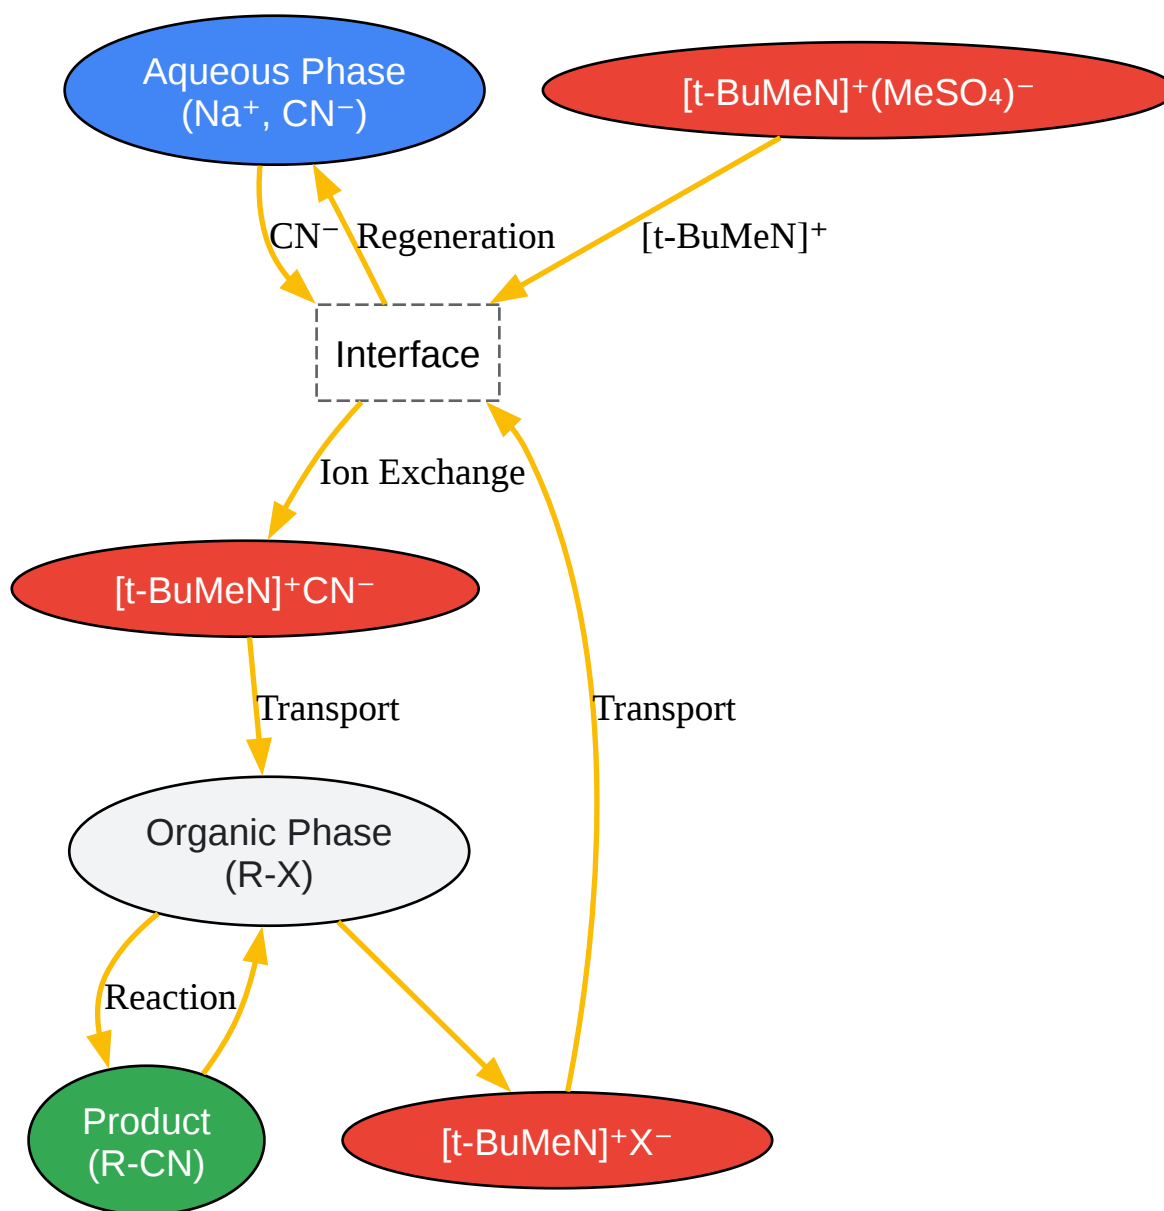 Aqueous Phase
(Na⁺, CN⁻)
[t-BuMeN]⁺(MeSO₄)⁻
CN⁻
Regeneration
[t-BuMeN]⁺
Interface
Ion Exchange
[t-BuMeN]⁺CN⁻
Transport
Transport
Organic Phase
(R-X)
Reaction
Product
(R-CN)
[t-BuMeN]⁺X⁻